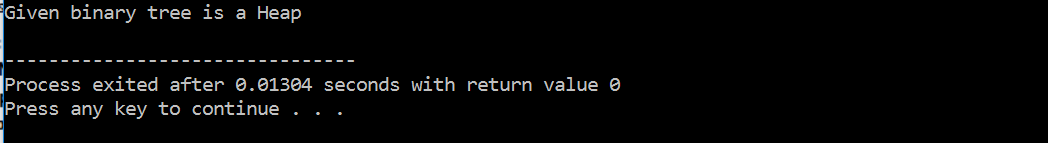 Given binary tree is a Heap
--------------------------------
Process exited after 0.01304 seconds with return value 0
Press any key to continue . . .